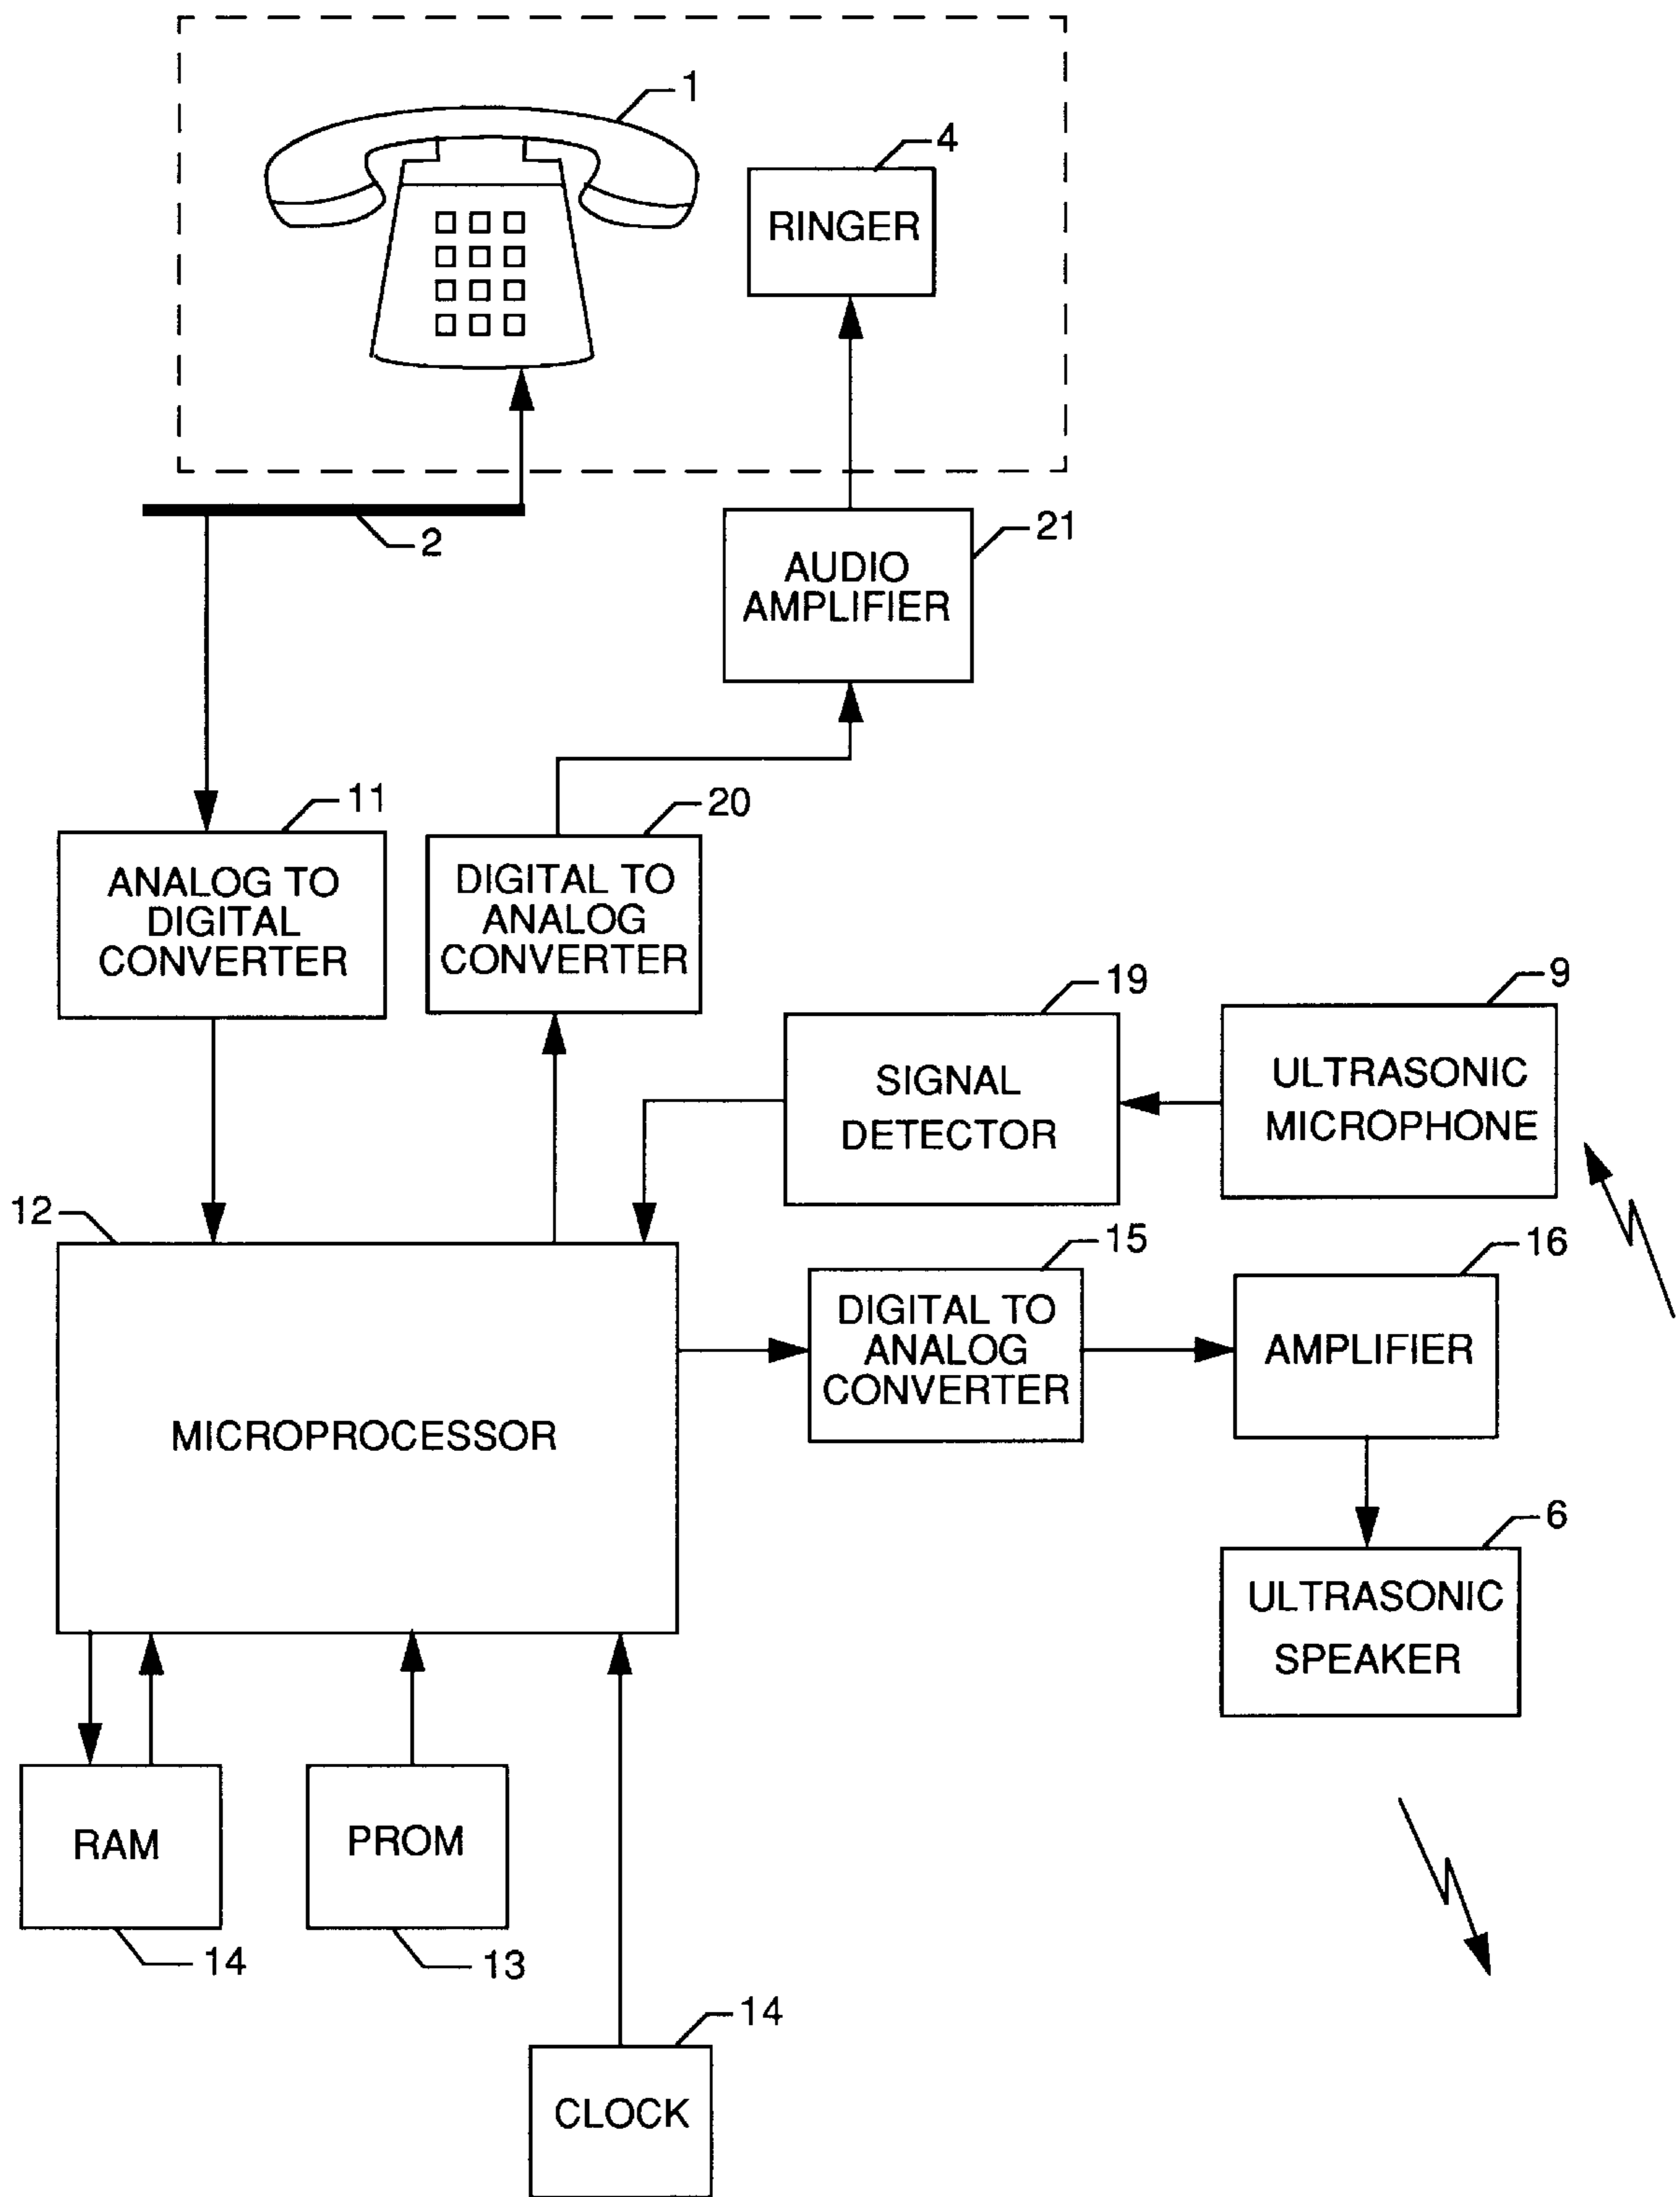 1
4
RINGER
2
21
AUDIO
AMPLIFIER
11
ANALOG TO
DIGITAL
CONVERTER
20
DIGITAL TO
ANALOG
CONVERTER
19
SIGNAL
DETECTOR
9
ULTRASONIC
MICROPHONE
12
MICROPROCESSOR
15
DIGITAL TO
ANALOG
CONVERTER
16
AMPLIFIER
6
ULTRASONIC
SPEAKER
RAM
14
PROM
13
14
CLOCK